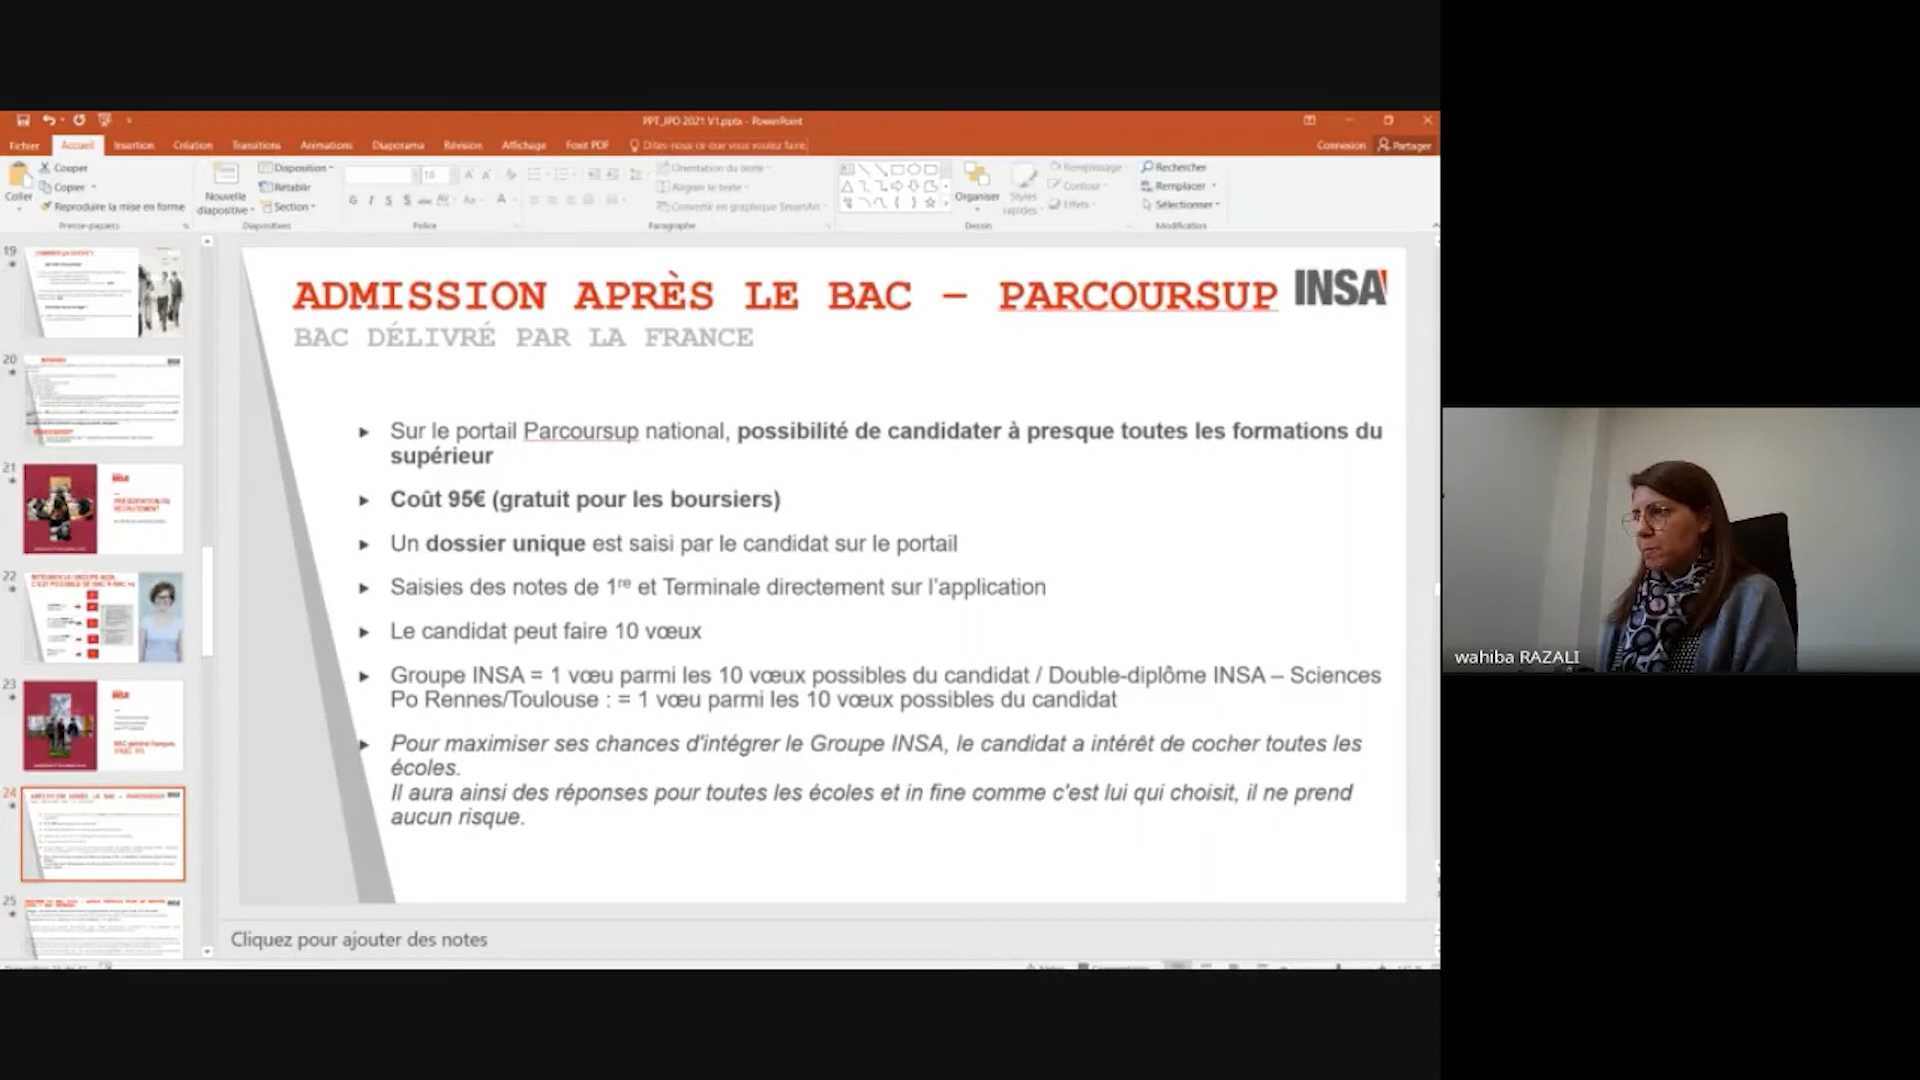 PPT_JPO 2021 V1.pptx - PowerPoint
Fichier Accueil Insertion Création Transitions Animations Diaporama Révision Affichage Foxit PDF Dites-nous ce que vous voulez faire. Connexion Partager
Coller
Couper
Copier
Reproduire la mise en forme
Presse-papiers
Nouvelle diapositive
Disposition
Rétablir
Section
Diapositives
18
G I S S
Police
Orientation du texte
Aligner le texte
Convertir en graphique SmartArt
Paragraphe
Organiser
Styles rapides
Remplissage
Contour
Effets
Dessin
Rechercher
Remplacer
Sélectionner
Modification
19
20
21
22
23
24
25
ADMISSION APRÈS LE BAC – PARCOURSUP
INSA
BAC DÉLIVRÉ PAR LA FRANCE
Sur le portail Parcoursup national, possibilité de candidater à presque toutes les formations du
supérieur
Coût 95€ (gratuit pour les boursiers)
Un dossier unique est saisi par le candidat sur le portail
Saisies des notes de 1re et Terminale directement sur l'application
Le candidat peut faire 10 vœux
Groupe INSA = 1 vœu parmi les 10 vœux possibles du candidat / Double-diplôme INSA – Sciences
Po Rennes/Toulouse : = 1 vœu parmi les 10 vœux possibles du candidat
Pour maximiser ses chances d'intégrer le Groupe INSA, le candidat a intérêt de cocher toutes les
écoles.
Il aura ainsi des réponses pour toutes les écoles et in fine comme c'est lui qui choisit, il ne prend
aucun risque.
Cliquez pour ajouter des notes
wahiba RAZALI